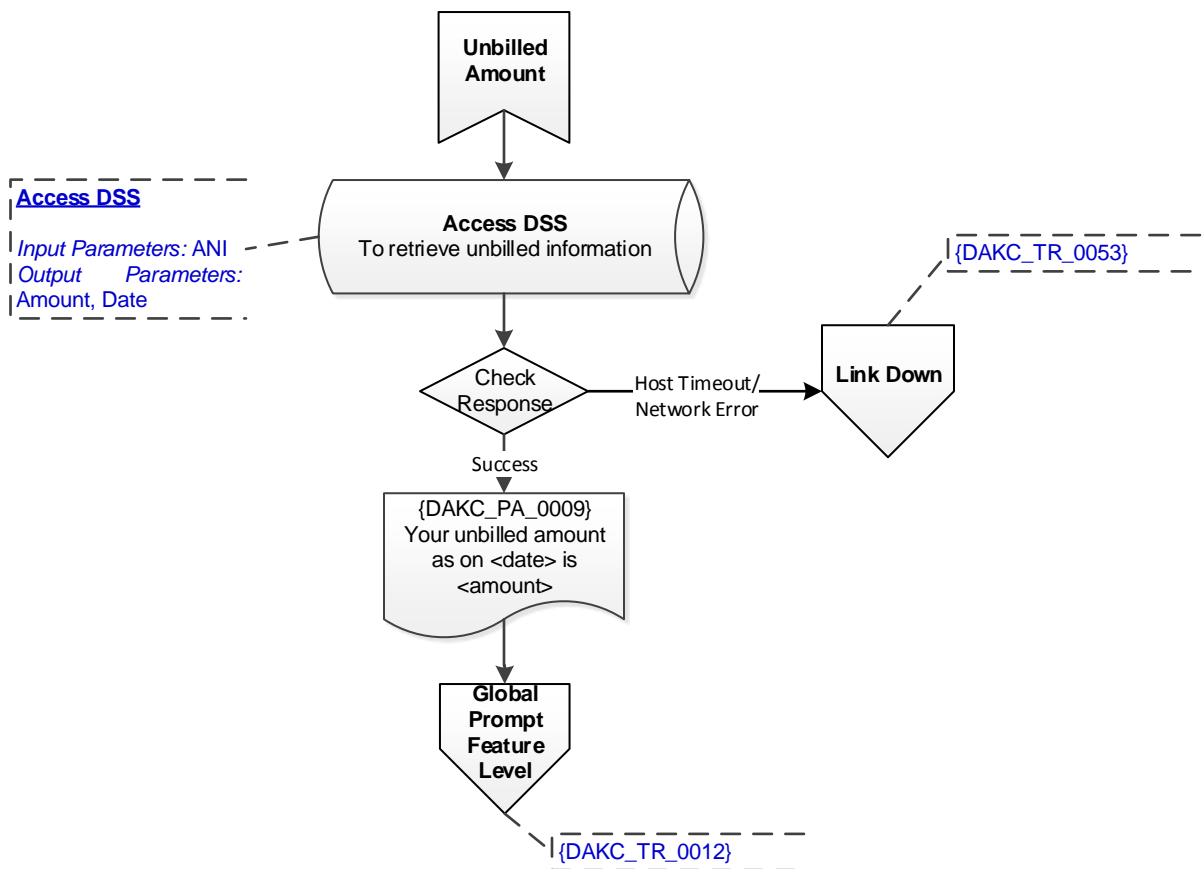 Unbilled
Amount
Access DSS
Input Parameters: ANI
Output Parameters:
Amount, Date
Access DSS
To retrieve unbilled information
{DAKC_TR_0053}
Check
Response
Host Timeout/
Network Error
Link Down
Success
{DAKC_PA_0009}
Your unbilled amount
as on <date> is
<amount>
Global
Prompt
Feature
Level
{DAKC_TR_0012}